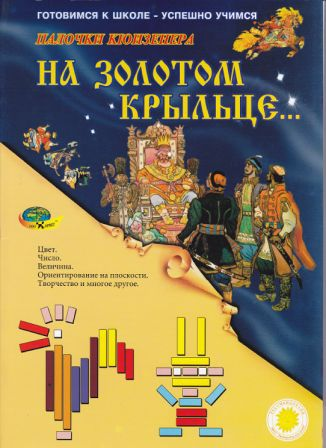 ГОТОВИМСЯ К ШКОЛЕ - УСПЕШНО УЧИМСЯ
ПАЛОЧКИ КЮИЗЕНЕРА
НА ЗОЛОТОМ
КРЫЛЬЦЕ...
Цвет.
Число.
Величина.
Ориентирование на плоскости.
Творчество и многое другое.